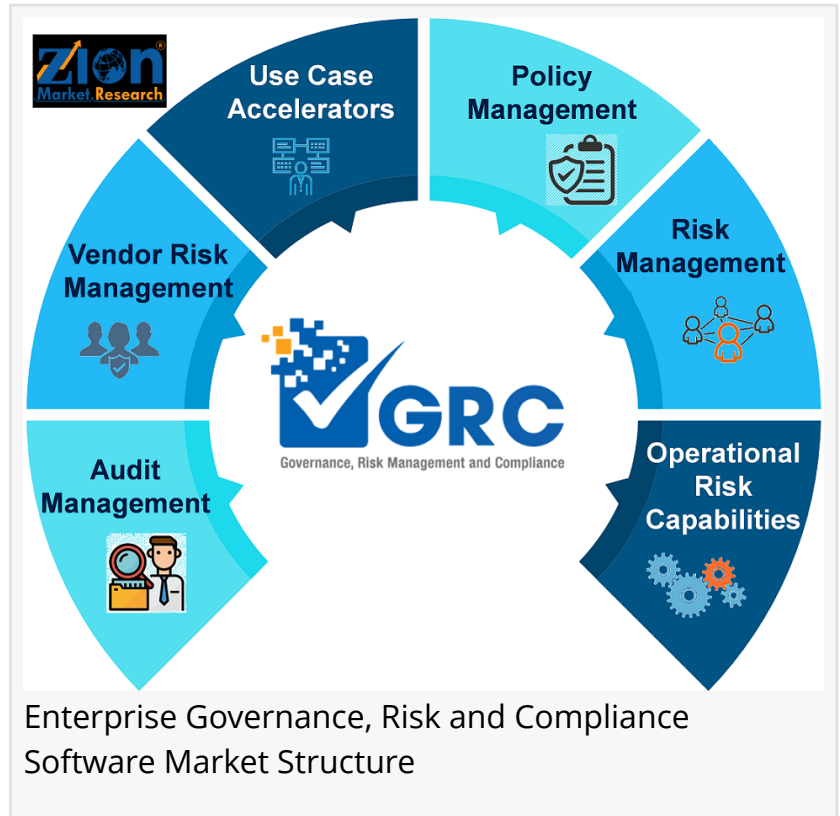 ZION®
Market.Research
Use Case
Accelerators
Policy
Management
Vendor Risk
Management
Risk
Management
Audit
Management
Operational
Risk
Capabilities
GRC
Governance, Risk Management and Compliance
Enterprise Governance, Risk and Compliance
Software Market Structure